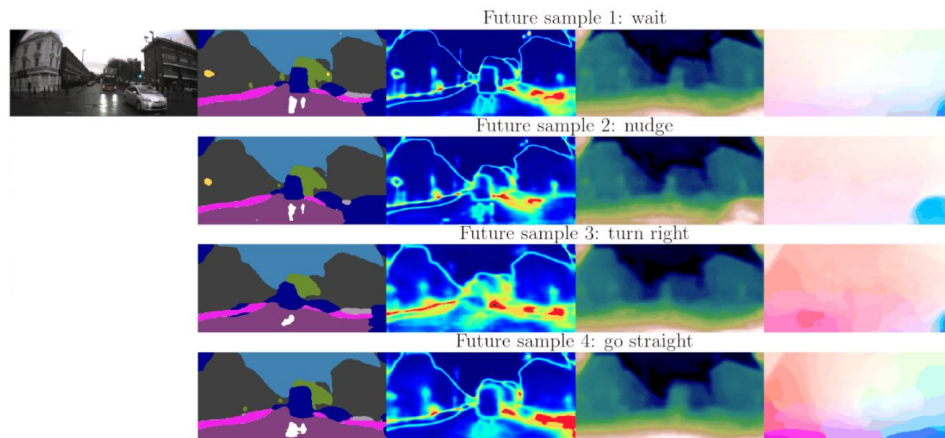 Future sample 1: wait
Future sample 2: nudge
Future sample 3: turn right
Future sample 4: go straight